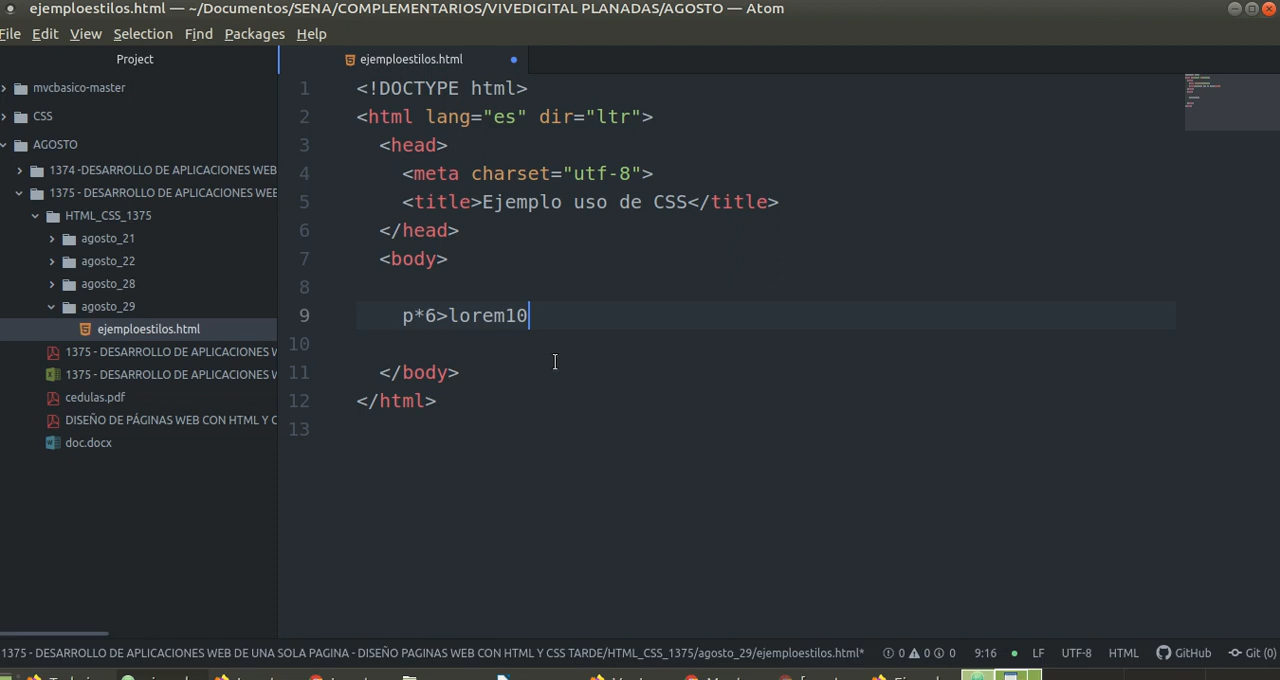 ejemploestilos.html — ~/Documentos/SENA/COMPLEMENTARIOS/VIVEDIGITAL PLANADAS/AGOSTO — Atom
File Edit View Selection Find Packages Help
Project
mvcbasico-master
CSS
AGOSTO
1374 -DESARROLLO DE APLICACIONES WEB
1375 - DESARROLLO DE APLICACIONES WEB
HTML_CSS_1375
agosto_21
agosto_22
agosto_28
agosto_29
ejemploestilos.html
1375 - DESARROLLO DE APLICACIONES W
1375 - DESARROLLO DE APLICACIONES W
cedulas.pdf
DISEÑO DE PÁGINAS WEB CON HTML Y C
doc.docx
ejemploestilos.html
1 <!DOCTYPE html>
2 <html lang="es" dir="ltr">
3 <head>
4 <meta charset="utf-8">
5 <title>Ejemplo uso de CSS</title>
6 </head>
7 <body>
8
9 p*6>lorem10
10
11 </body>
12 </html>
13
1375 - DESARROLLO DE APLICACIONES WEB DE UNA SOLA PAGINA - DISEÑO PAGINAS WEB CON HTML Y CSS TARDE/HTML_CSS_1375/agosto_29/ejemploestilos.html* 0 0 0 9:16 LF UTF-8 HTML GitHub Git (0)